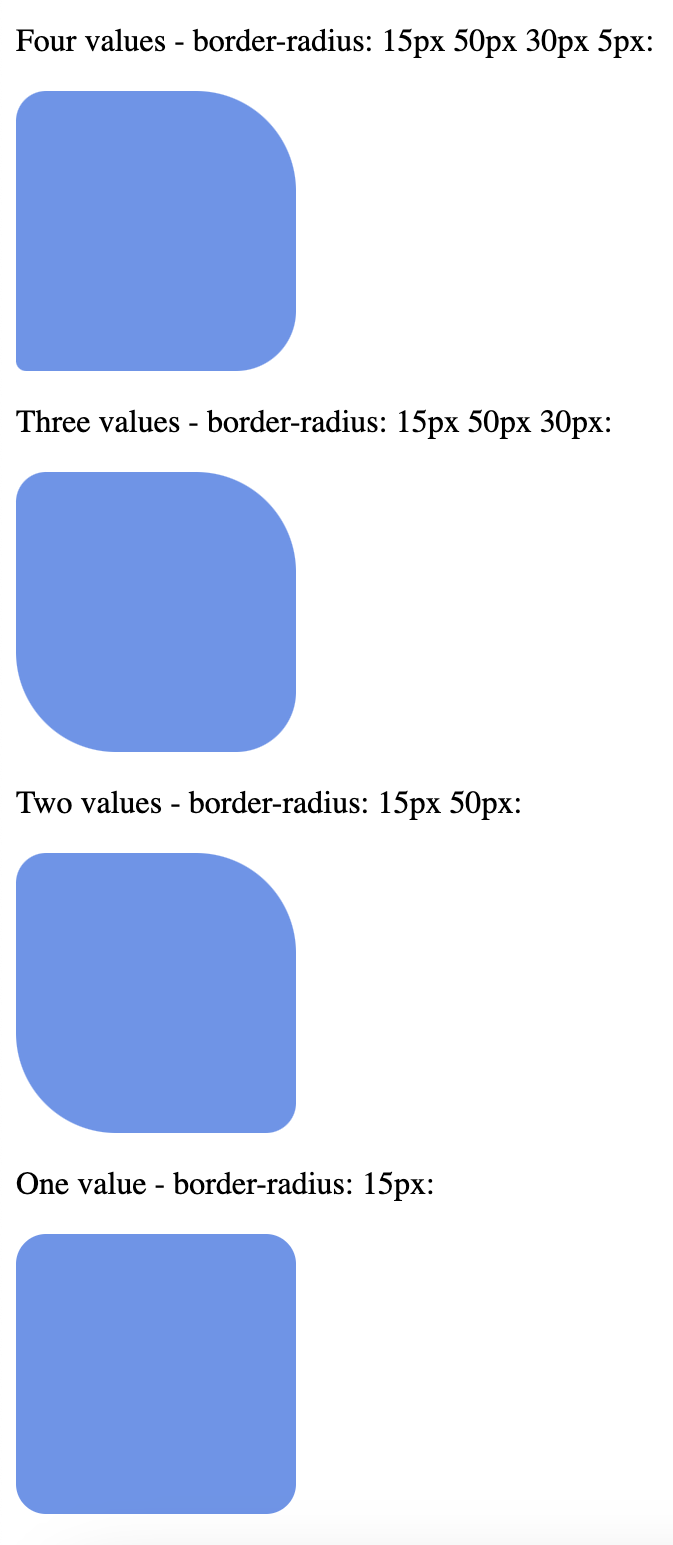 Four values - border-radius: 15px 50px 30px 5px:
Three values - border-radius: 15px 50px 30px:
Two values - border-radius: 15px 50px:
One value - border-radius: 15px: